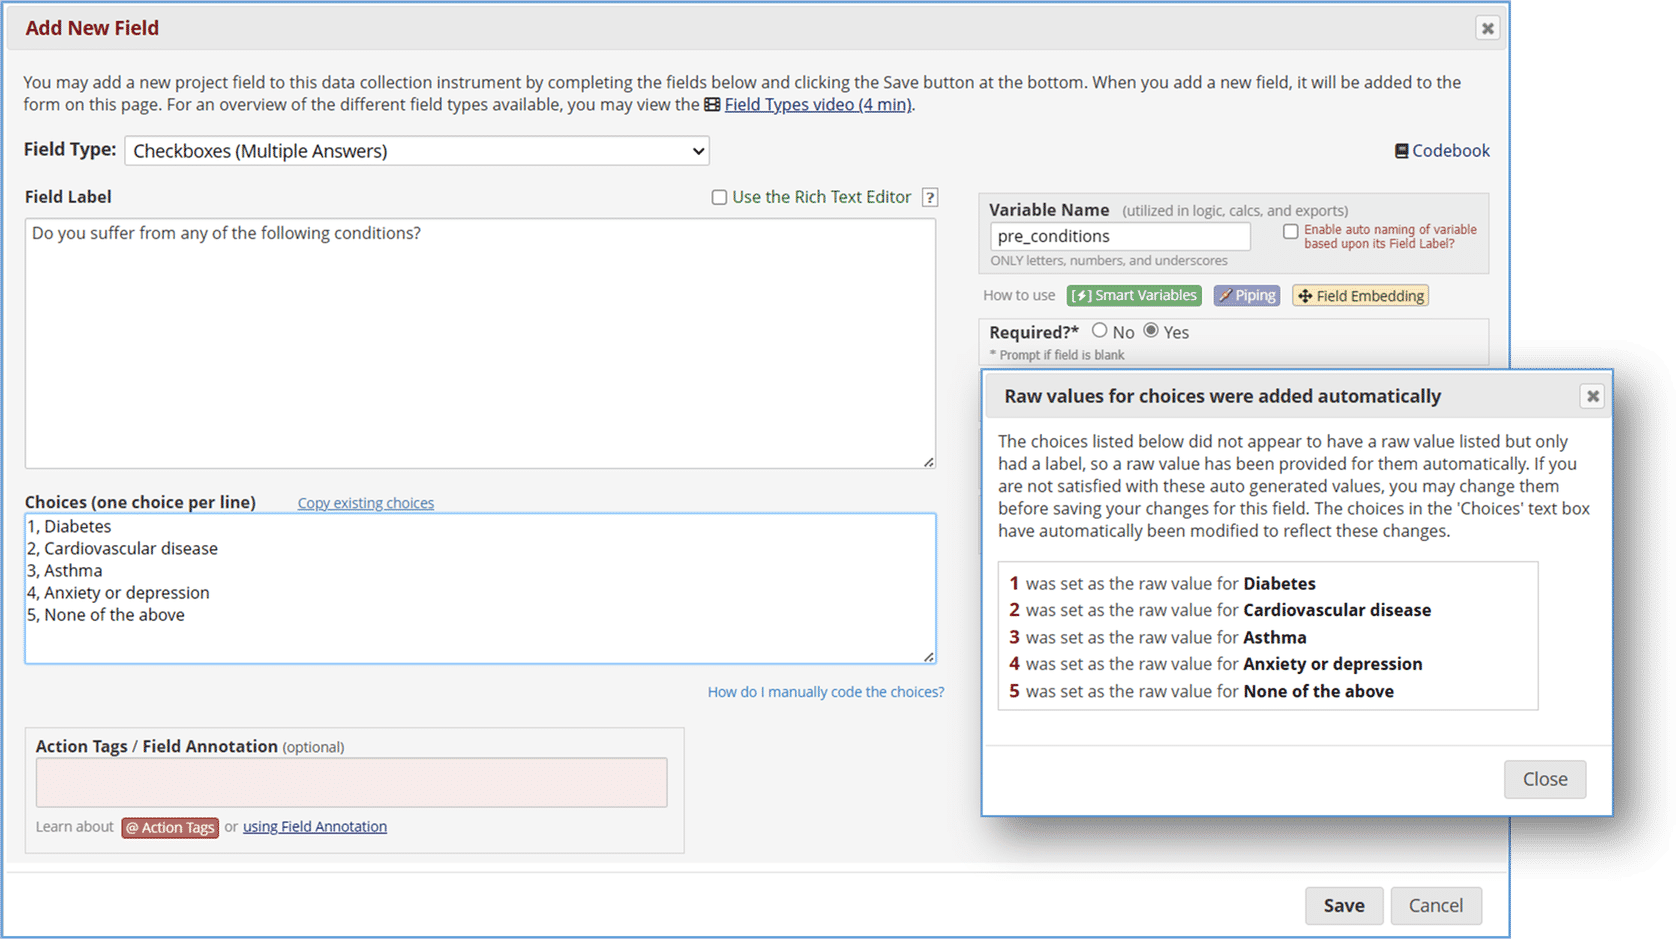 Add New Field
You may add a new project field to this data collection instrument by completing the fields below and clicking the Save button at the bottom. When you add a new field, it will be added to the
form on this page. For an overview of the different field types available, you may view the Field Types video (4 min).
Field Type: Checkboxes (Multiple Answers)
Codebook
Field Label
Use the Rich Text Editor ?
Do you suffer from any of the following conditions?
Variable Name (utilized in logic, calcs, and exports)
pre_conditions
Enable auto naming of variable
based upon its Field Label?
ONLY letters, numbers, and underscores
How to use [⚡] Smart Variables Piping Field Embedding
Required?* No Yes
* Prompt if field is blank
Choices (one choice per line) Copy existing choices
1, Diabetes
2, Cardiovascular disease
3, Asthma
4, Anxiety or depression
5, None of the above
How do I manually code the choices?
Action Tags / Field Annotation (optional)
Learn about @ Action Tags or using Field Annotation
Raw values for choices were added automatically
The choices listed below did not appear to have a raw value listed but only
had a label, so a raw value has been provided for them automatically. If you
are not satisfied with these auto generated values, you may change them
before saving your changes for this field. The choices in the 'Choices' text box
have automatically been modified to reflect these changes.
1 was set as the raw value for Diabetes
2 was set as the raw value for Cardiovascular disease
3 was set as the raw value for Asthma
4 was set as the raw value for Anxiety or depression
5 was set as the raw value for None of the above
Close
Save Cancel